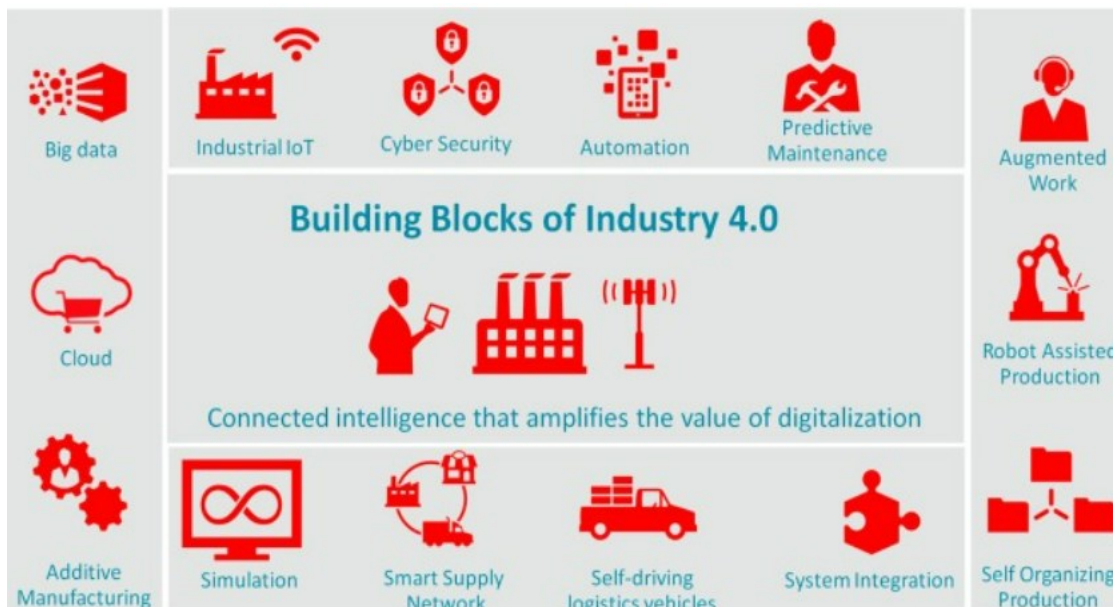 Big data
Industrial IoT
Cyber Security
Automation
Predictive
Maintenance
Augmented
Work
Building Blocks of Industry 4.0
Connected intelligence that amplifies the value of digitalization
Cloud
Robot Assisted
Production
Additive
Manufacturing
Simulation
Smart Supply
Network
Self-driving
logistics vehicles
System Integration
Self Organizing
Production